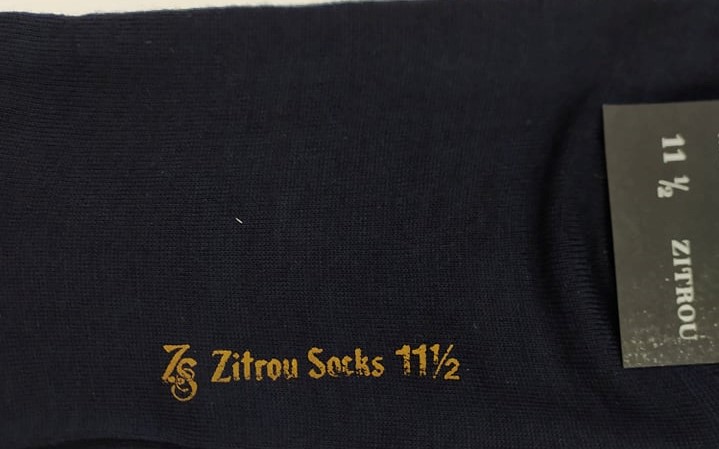 ZS Zitrou Socks 11½
11 ½ ZITROU